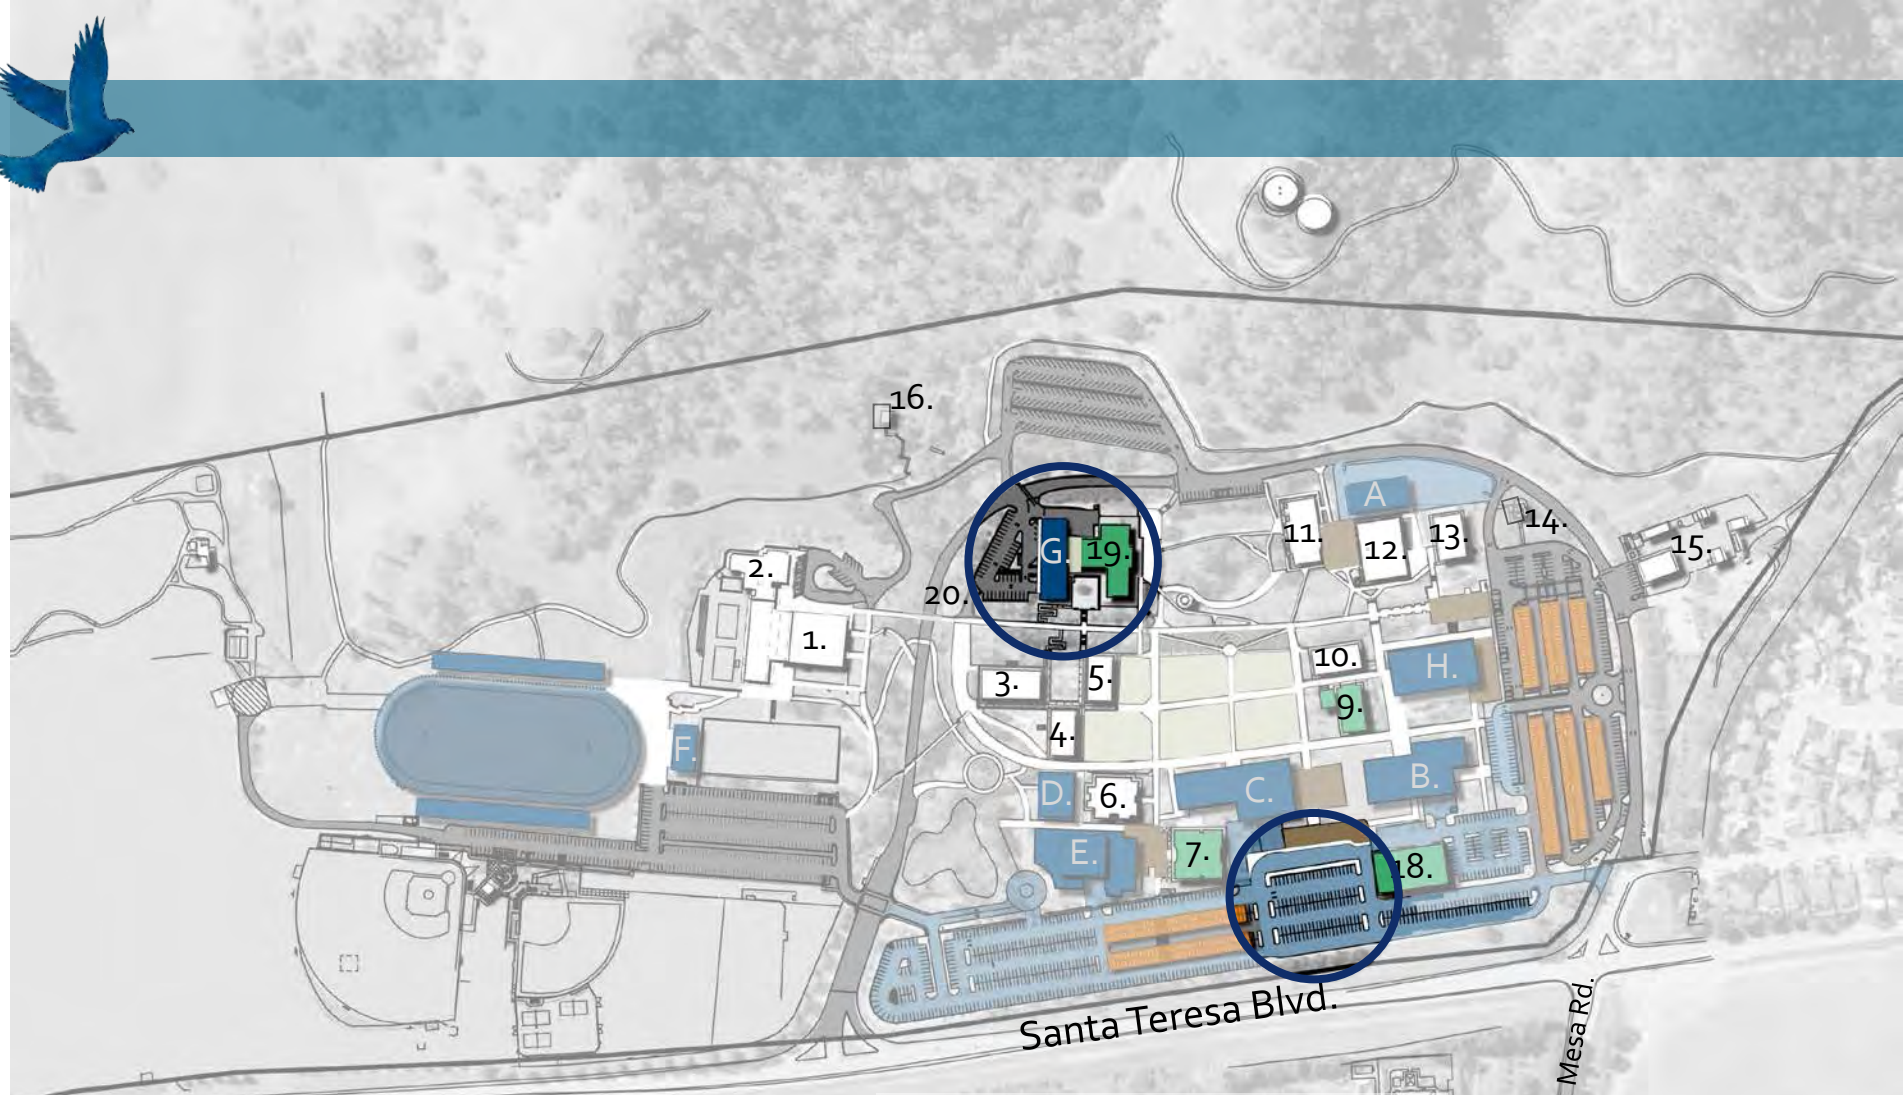 16.
A
11.
12.
13.
14.
15.
G
19.
2.
20.
1.
3.
5.
10.
H.
9.
4.
F.
D.
6.
C.
B.
E.
7.
18.
Santa Teresa Blvd.
Mesa Rd.